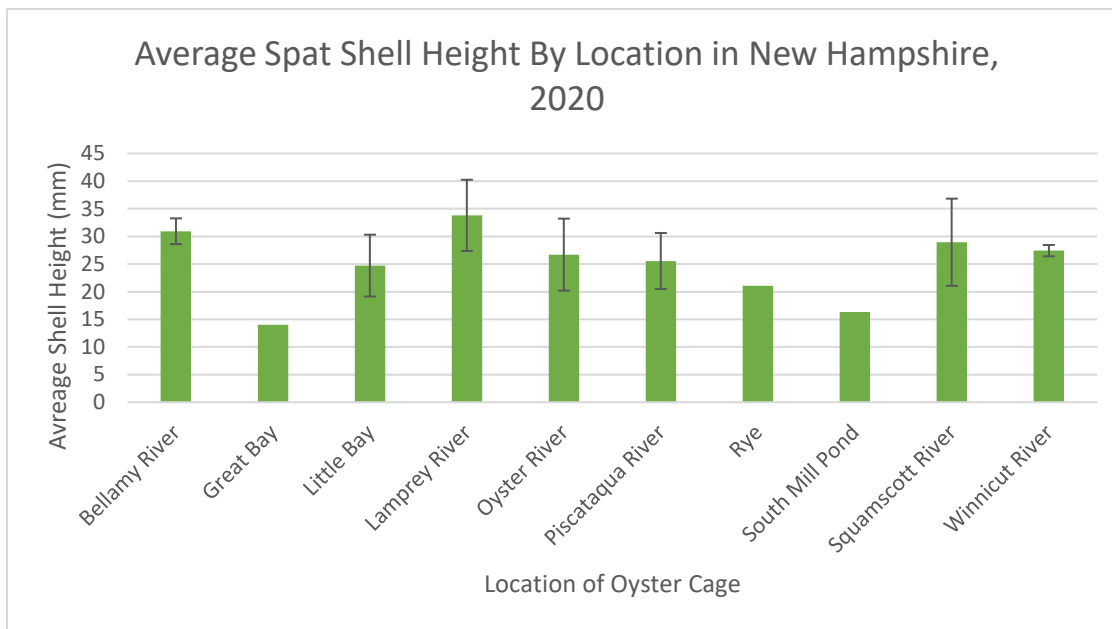 Average Spat Shell Height By Location in New Hampshire,
2020
Avreage Shell Height (mm)
45
40
35
30
25
20
15
10
5
0
Bellamy River
Great Bay
Little Bay
Lamprey River
Oyster River
Piscataqua River
Rye
South Mill Pond
Squamscott River
Winnicut River
Location of Oyster Cage